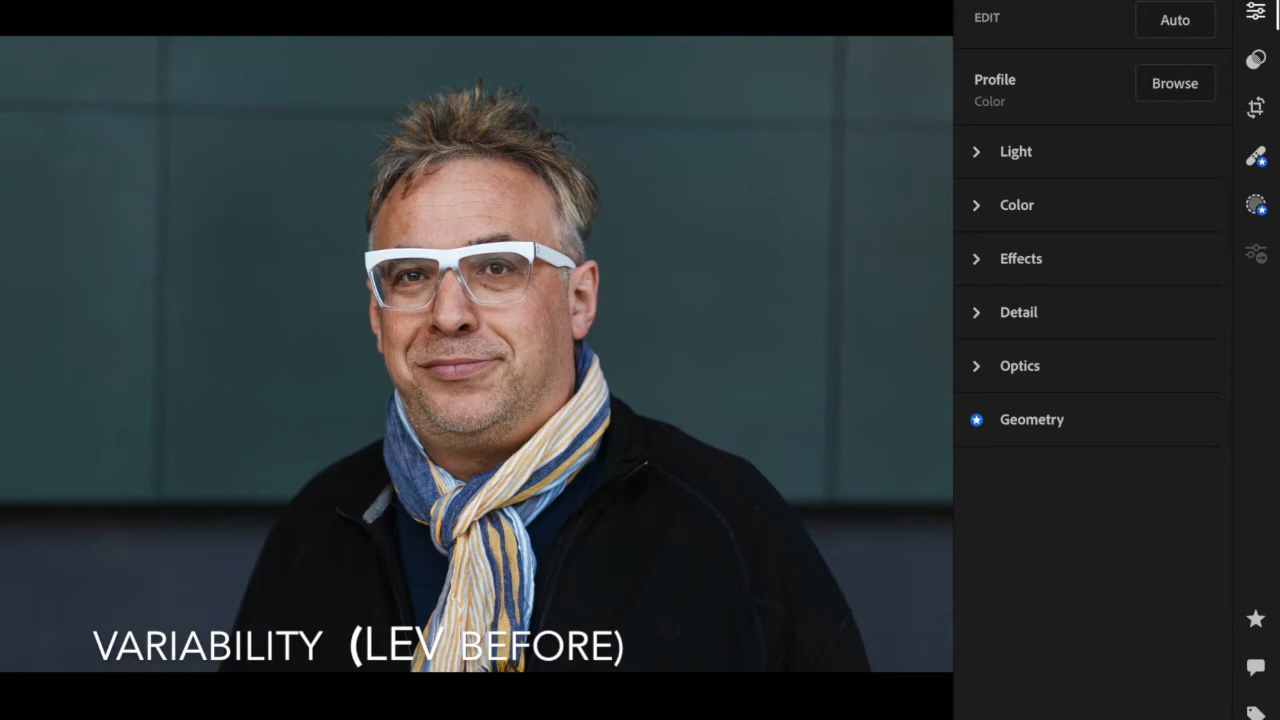 EDIT
Auto
Profile
Color
Browse
Light
Color
Effects
Detail
Optics
Geometry
VARIABILITY (LEV BEFORE)